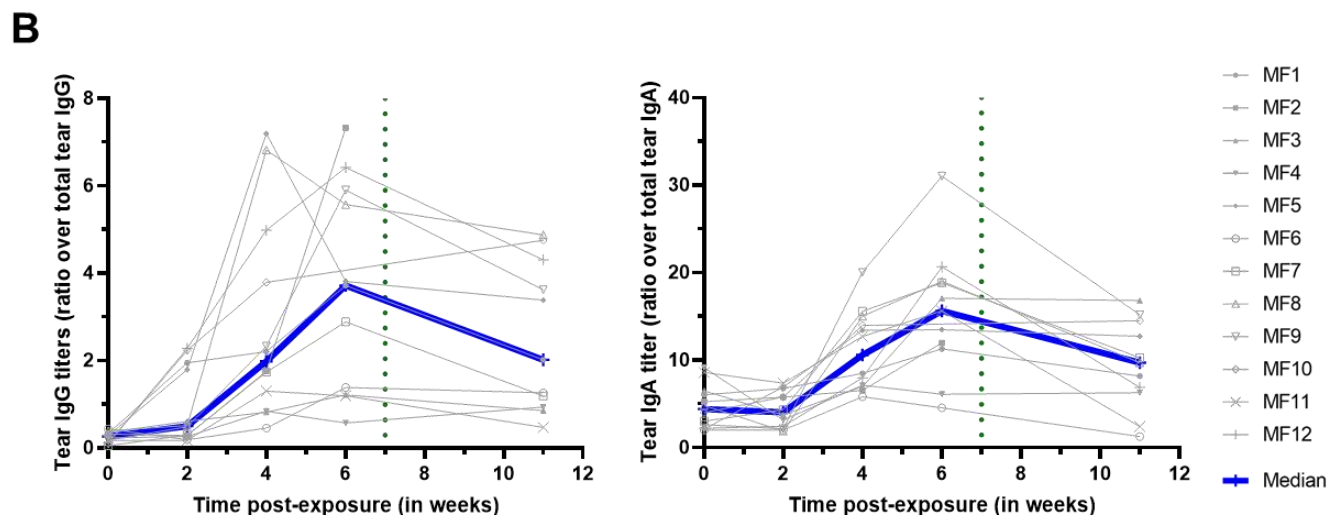 B
Tear IgG titers (ratio over total tear IgG)
8
6
4
2
0
0 2 4 6 8 10 12
Time post-exposure (in weeks)
Tear IgA titer (ratio over total tear IgA)
40
30
20
10
0
0 2 4 6 8 10 12
Time post-exposure (in weeks)
MF1
MF2
MF3
MF4
MF5
MF6
MF7
MF8
MF9
MF10
MF11
MF12
Median